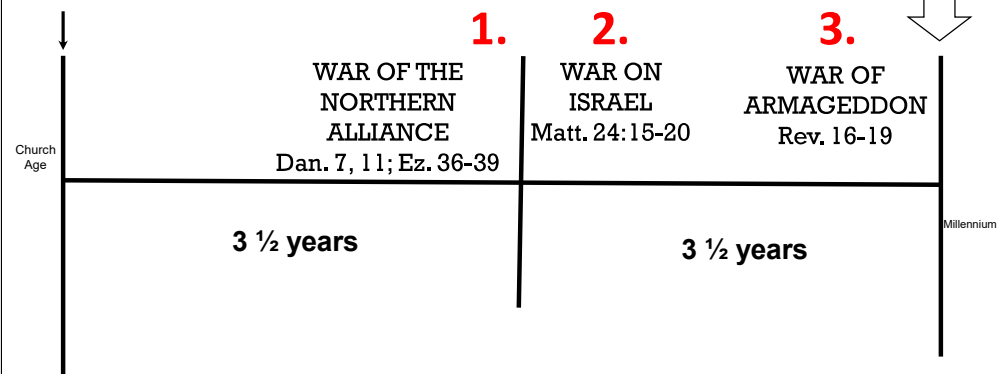 1.
2.
3.
WAR OF THE
NORTHERN
ALLIANCE
Dan. 7, 11; Ez. 36-39
WAR ON
ISRAEL
Matt. 24:15-20
WAR OF
ARMAGEDDON
Rev. 16-19
Church
Age
Millennium
3 ½ years
3 ½ years